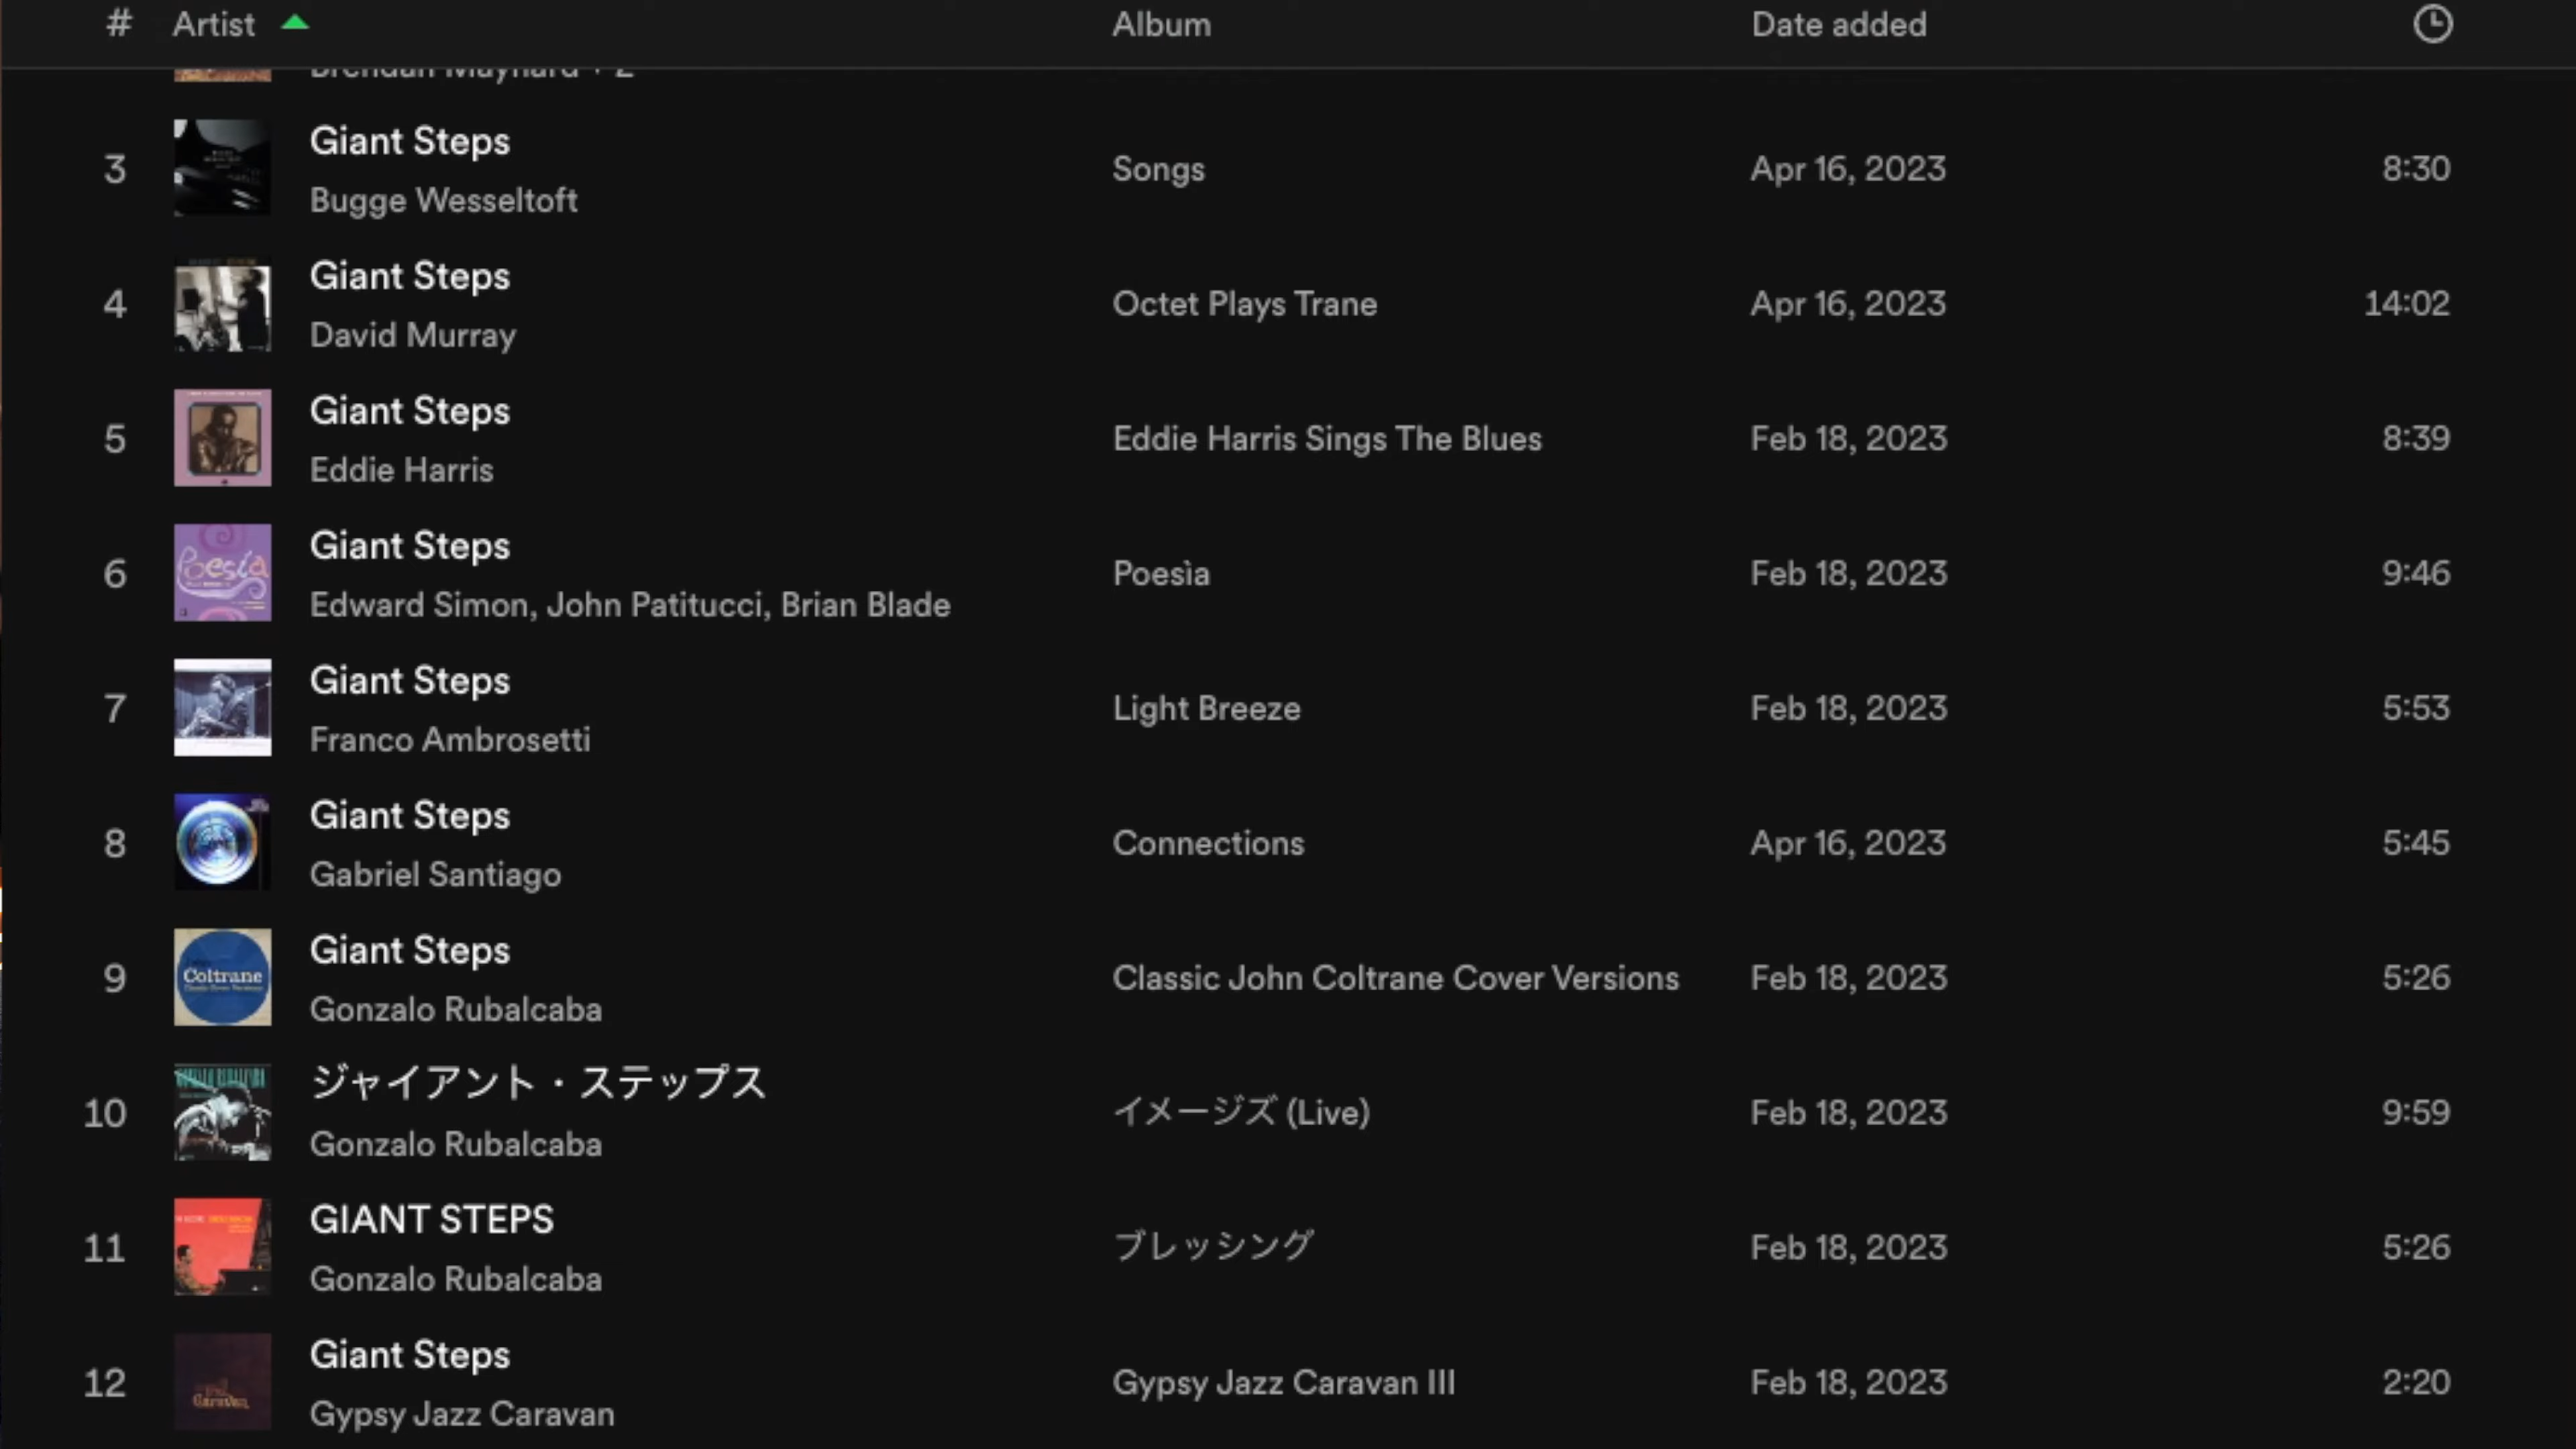 # Artist Album Date added
Brendan Maynard + 2
3 Giant Steps Songs Apr 16, 2023 8:30
Bugge Wesseltoft
4 Giant Steps Octet Plays Trane Apr 16, 2023 14:02
David Murray
5 Giant Steps Eddie Harris Sings The Blues Feb 18, 2023 8:39
Eddie Harris
6 Giant Steps Poesìa Feb 18, 2023 9:46
Edward Simon, John Patitucci, Brian Blade
Poesía
7 Giant Steps Light Breeze Feb 18, 2023 5:53
Franco Ambrosetti
8 Giant Steps Connections Apr 16, 2023 5:45
Gabriel Santiago
9 Giant Steps Classic John Coltrane Cover Versions Feb 18, 2023 5:26
Gonzalo Rubalcaba
Coltrane
10 ジャイアント・ステップス イメージズ (Live) Feb 18, 2023 9:59
Gonzalo Rubalcaba
11 GIANT STEPS ブレッシング Feb 18, 2023 5:26
Gonzalo Rubalcaba
12 Giant Steps Gypsy Jazz Caravan III Feb 18, 2023 2:20
Gypsy Jazz Caravan
Caravan